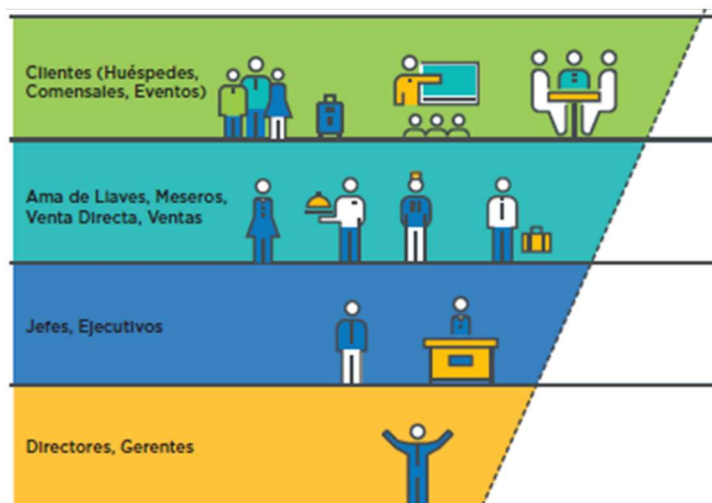 Clientes (Huéspedes,
Comensales, Eventos)
Ama de Llaves, Meseros,
Venta Directa, Ventas
Jefes, Ejecutivos
Directores, Gerentes